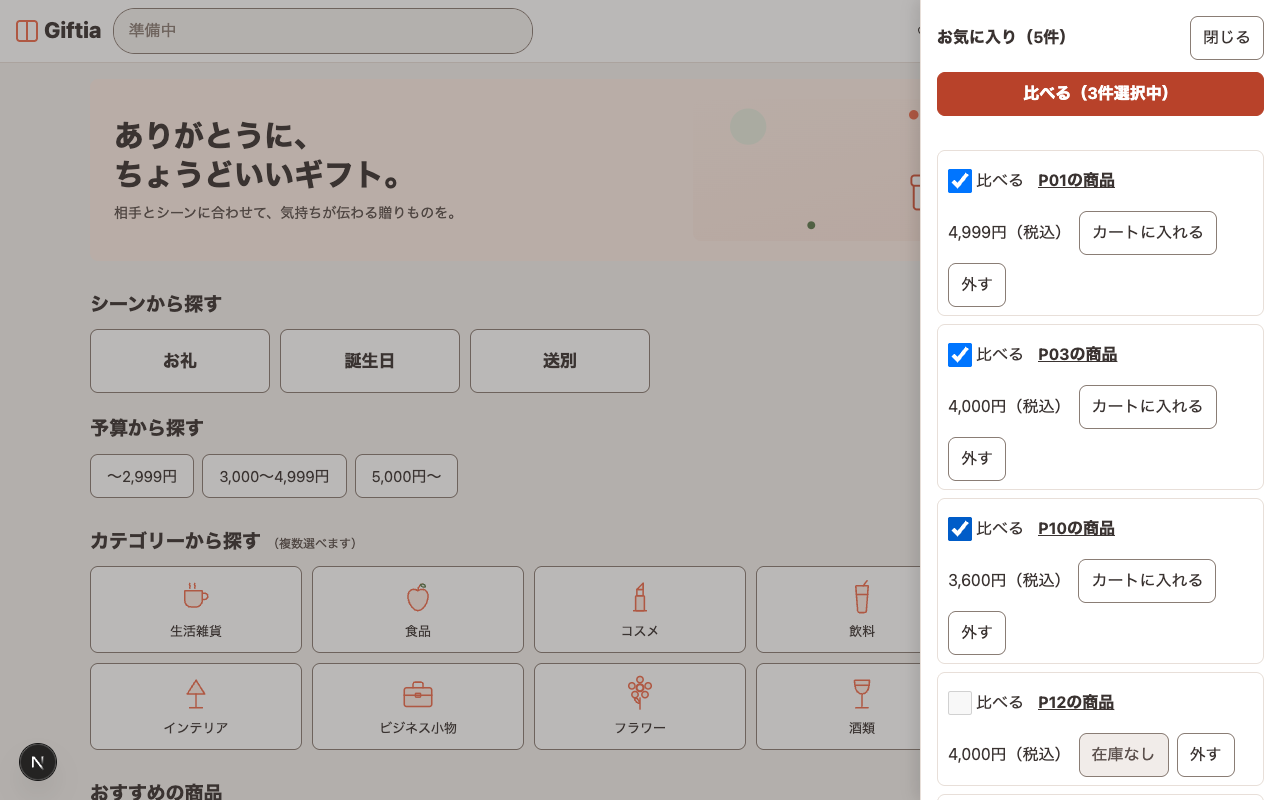 Giftia
準備中
ありがとうに、
ちょうどいいギフト。
相手とシーンに合わせて、気持ちが伝わる贈りものを。
シーンから探す
お礼
誕生日
送別
予算から探す
〜2,999円
3,000〜4,999円
5,000円〜
カテゴリーから探す (複数選べます)
生活雑貨
食品
コスメ
飲料
インテリア
ビジネス小物
フラワー
酒類
おすすめの商品
N
お気に入り（5件）
閉じる
比べる（3件選択中）
比べる P01の商品
4,999円（税込） カートに入れる
外す
比べる P03の商品
4,000円（税込） カートに入れる
外す
比べる P10の商品
3,600円（税込） カートに入れる
外す
比べる P12の商品
4,000円（税込） 在庫なし 外す